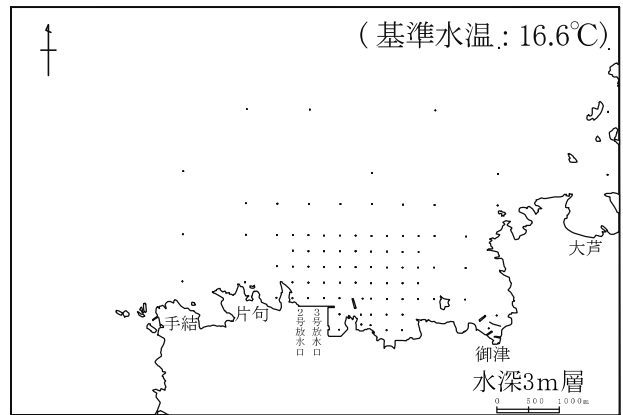 (基準水温：16.6℃)
大芦
手結
片句
2号放水口
3号放水口
御津
水深3m層
0 500 1000m